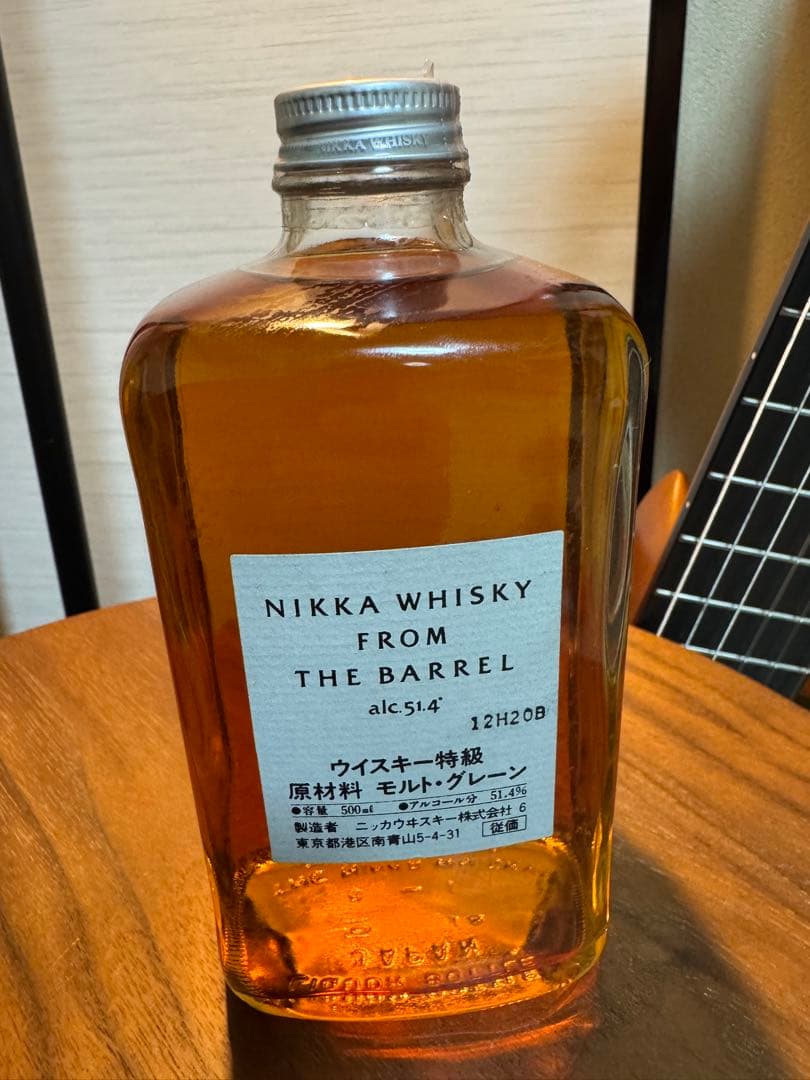 NIKKA WHISKY
NIKKA WHISKY
FROM
THE BARREL
alc.51.4°
12H20B
ウイスキー特級
原材料 モルト・グレーン
●容量 500mℓ ●アルコール分 51.4%
製造者 ニッカウヰスキー株式会社 6
東京都港区南青山5-4-31 従価
JAPAN